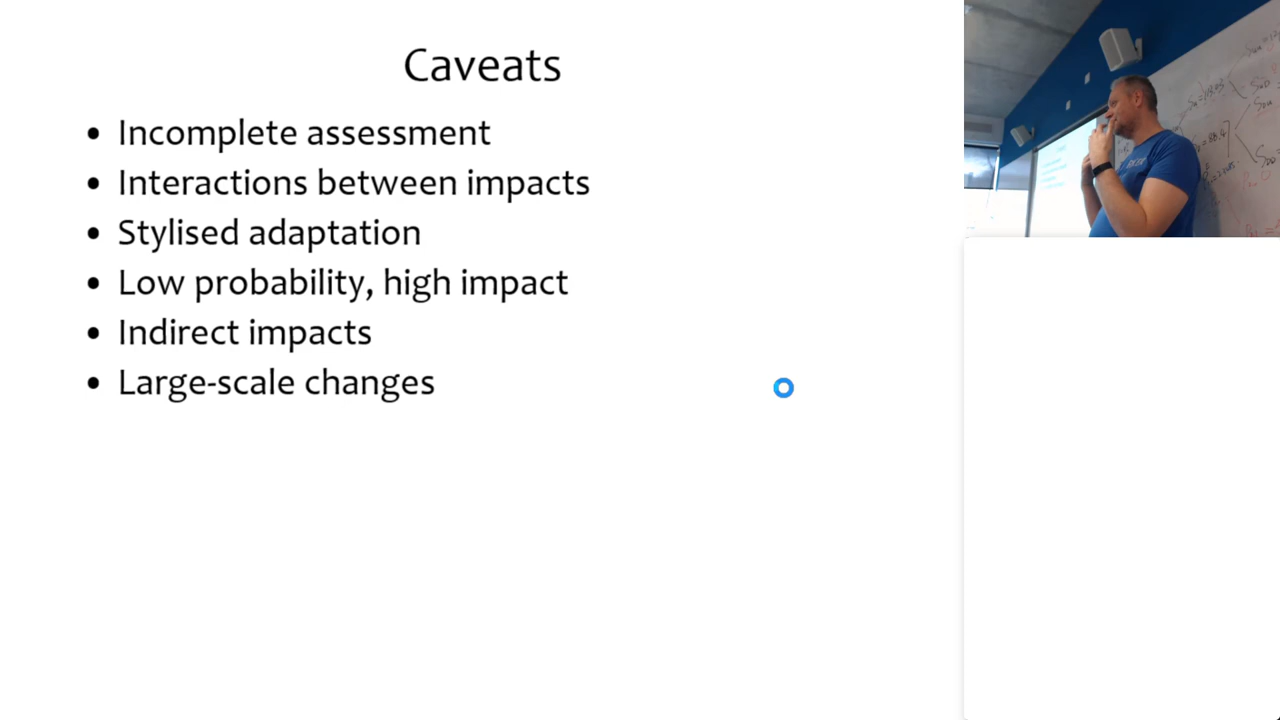 Caveats
• Incomplete assessment
• Interactions between impacts
• Stylised adaptation
• Low probability, high impact
• Indirect impacts
• Large-scale changes